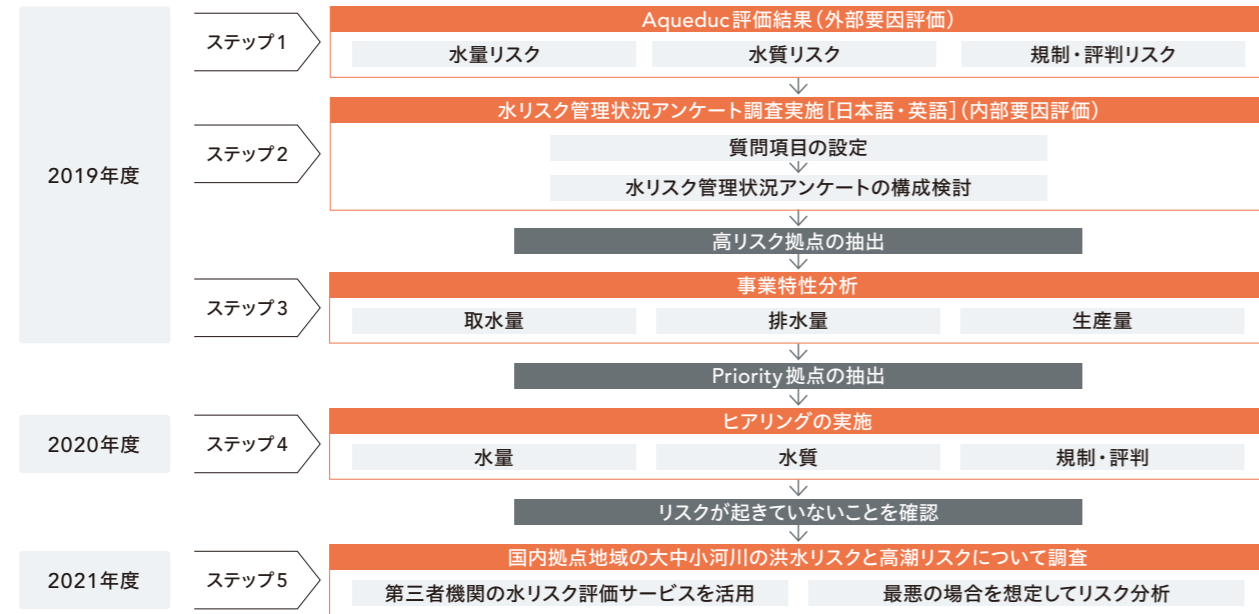 2019年度
ステップ1
Aqueduc評価結果（外部要因評価）
水量リスク
水質リスク
規制・評判リスク
ステップ2
水リスク管理状況アンケート調査実施［日本語・英語］（内部要因評価）
質問項目の設定
水リスク管理状況アンケートの構成検討
高リスク拠点の抽出
ステップ3
事業特性分析
取水量
排水量
生産量
Priority拠点の抽出
2020年度
ステップ4
ヒアリングの実施
水量
水質
規制・評判
リスクが起きていないことを確認
2021年度
ステップ5
国内拠点地域の大中小河川の洪水リスクと高潮リスクについて調査
第三者機関の水リスク評価サービスを活用
最悪の場合を想定してリスク分析